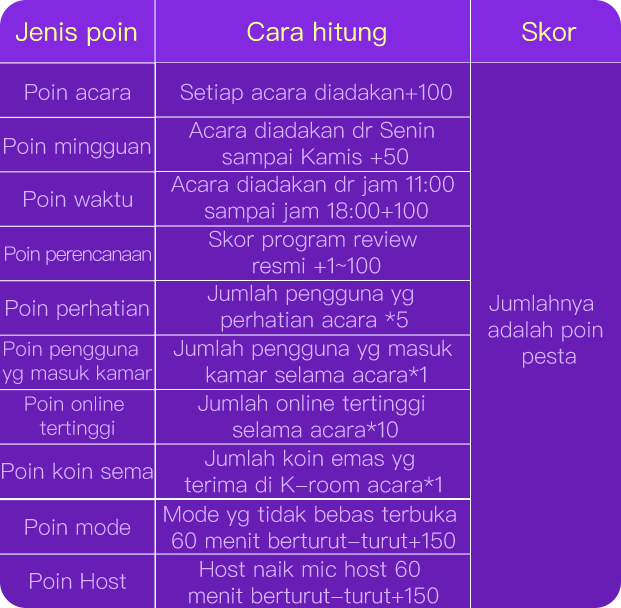 Jenis poin
Cara hitung
Skor
Poin acara
Setiap acara diadakan+100
Poin mingguan
Acara diadakan dr Senin
sampai Kamis +50
Poin waktu
Acara diadakan dr jam 11:00
sampai jam 18:00+100
Poin perencanaan
Skor program review
resmi +1~100
Poin perhatian
Jumlah pengguna yg
perhatian acara *5
Poin pengguna
yg masuk kamar
Jumlah pengguna yg masuk
kamar selama acara*1
Poin online
tertinggi
Jumlah online tertinggi
selama acara*10
Poin koin sema
Jumlah koin emas yg
terima di K-room acara*1
Poin mode
Mode yg tidak bebas terbuka
60 menit berturut-turut+150
Poin Host
Host naik mic host 60
menit berturut-turut+150
Jumlahnya
adalah poin
pesta